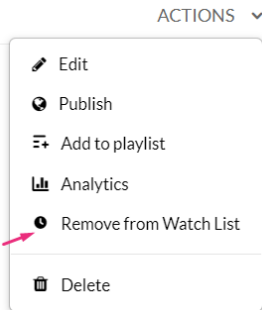 ACTIONS
Edit
Publish
Add to playlist
Analytics
Remove from Watch List
Delete